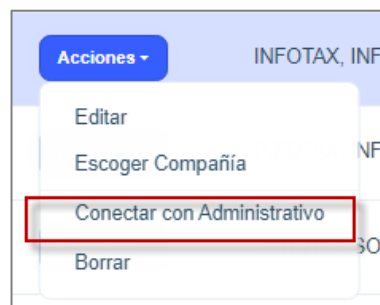 Acciones INFOTAX, INF
Editar
Escoger Compañía
Conectar con Administrativo
Borrar